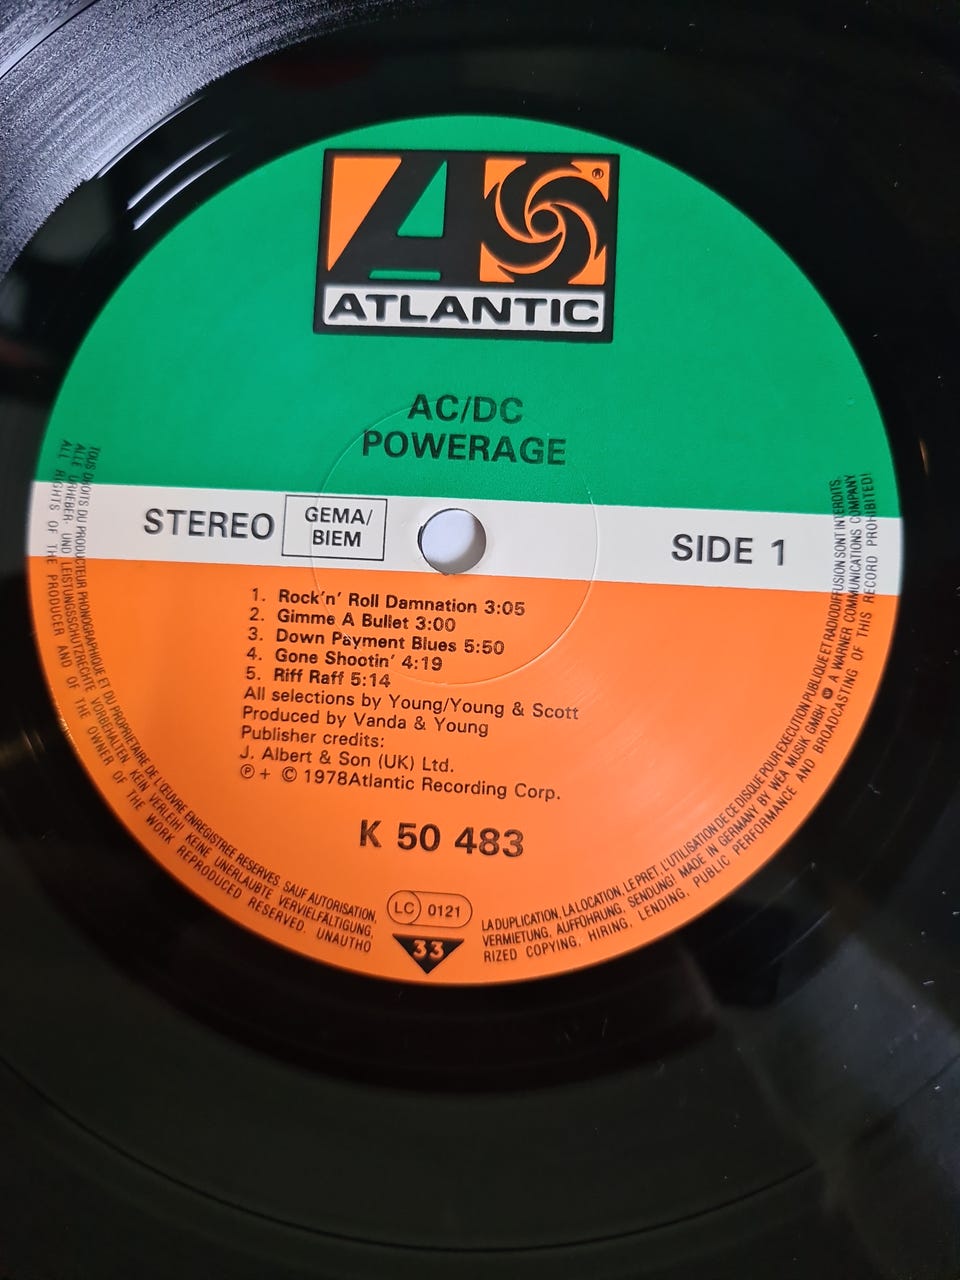 ®
ATLANTIC
AC/DC
POWERAGE
STEREO
GEMA/
BIEM
SIDE 1
1. Rock'n' Roll Damnation 3:05
2. Gimme A Bullet 3:00
3. Down Payment Blues 5:50
4. Gone Shootin' 4:19
5. Riff Raff 5:14
All selections by Young/Young & Scott
Produced by Vanda & Young
Publisher credits:
J. Albert & Son (UK) Ltd.
℗ + © 1978Atlantic Recording Corp.
K 50 483
LC 0121
33
TOUS DROITS DU PRODUCTEUR PHONOGRAPHIQUE ET DU PROPRIETAIRE DE L'ŒUVRE ENREGISTREE RESERVES. SAUF AUTORISATION, LA DUPLICATION, LA LOCATION, LE PRET, L'UTILISATION DE CE DISQUE POUR EXECUTION PUBLIQUE ET RADIODIFFUSION SONT INTERDITS.
ALLE URHEBER- UND LEISTUNGSSCHUTZRECHTE VORBEHALTEN KEIN VERLEIH! KEINE UNERLAUBTE VERVIELFÄLTIGUNG, VERMIETUNG, AUFFÜHRUNG, SENDUNG. MADE IN GERMANY BY WEA MUSIK GMBH A WARNER COMMUNICATIONS COMPANY
ALL RIGHTS OF THE PRODUCER AND OF THE OWNER OF THE WORK REPRODUCED RESERVED. UNAUTHORIZED COPYING, HIRING, LENDING, PUBLIC PERFORMANCE AND BROADCASTING OF THIS RECORD PROHIBITED!